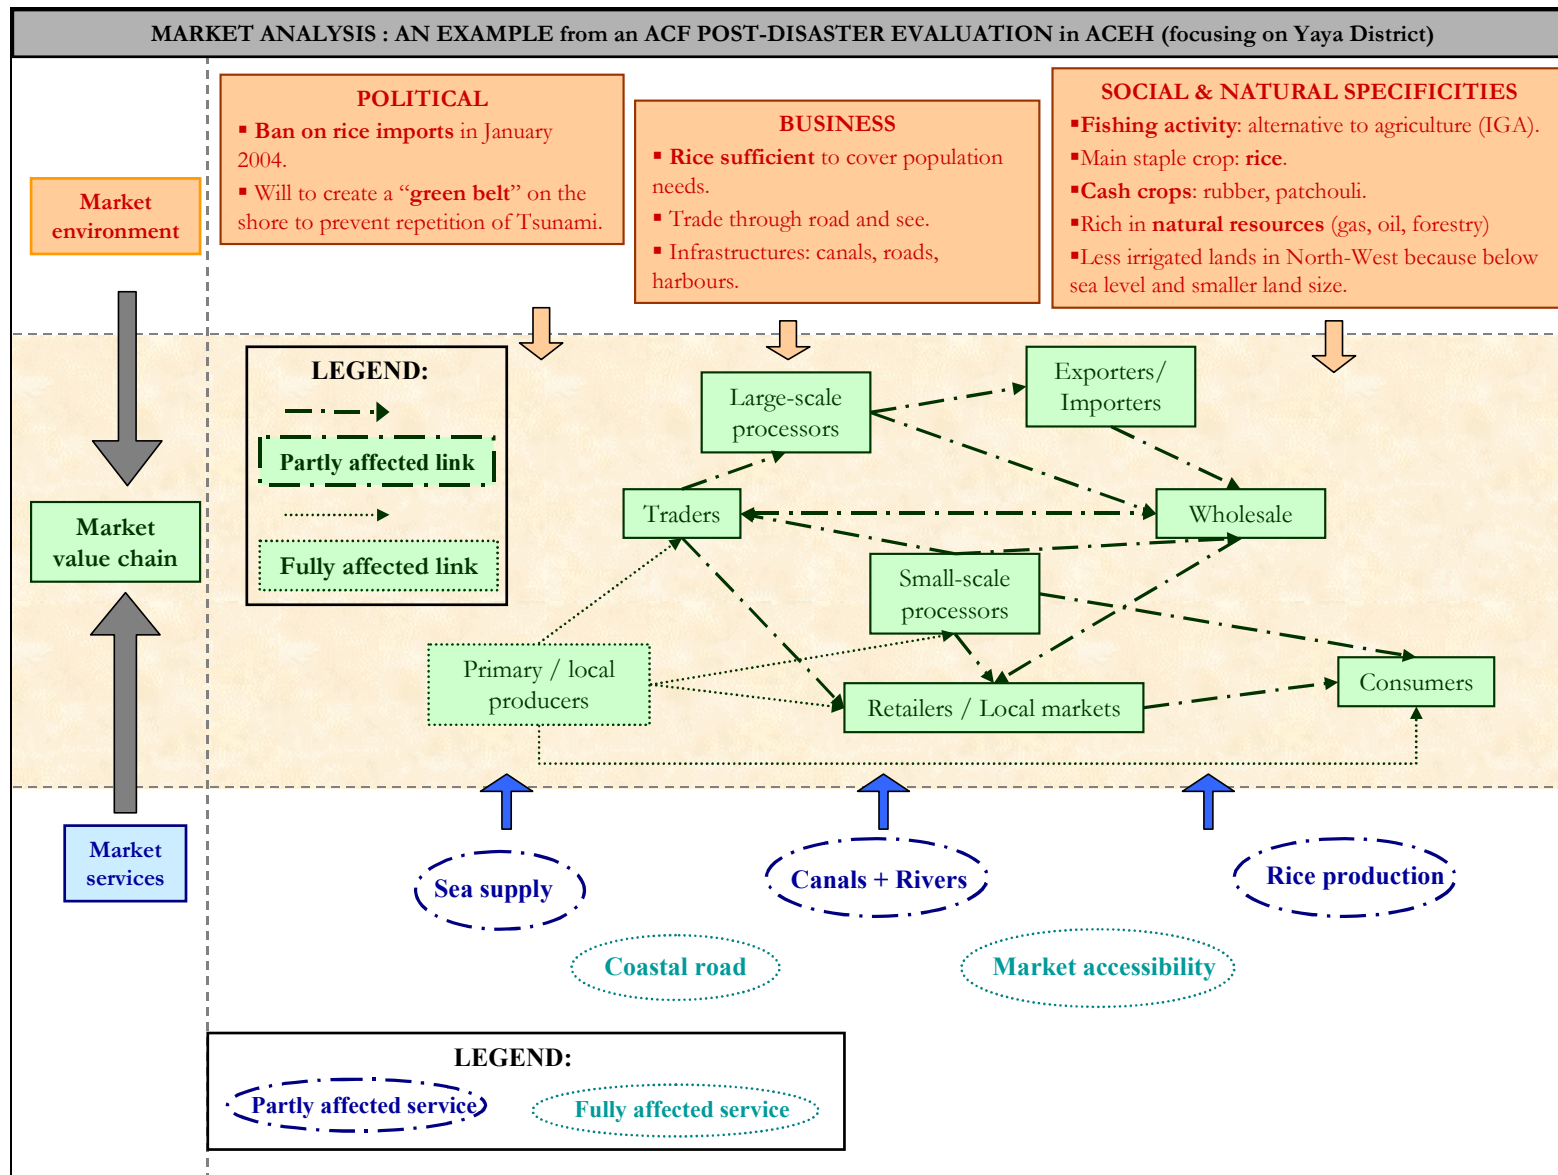 MARKET ANALYSIS : AN EXAMPLE from an ACF POST-DISASTER EVALUATION in ACEH (focusing on Yaya District)
Market
environment
POLITICAL
▪ Ban on rice imports in January
2004.
▪ Will to create a “green belt” on the
shore to prevent repetition of Tsunami.
BUSINESS
▪ Rice sufficient to cover population
needs.
▪ Trade through road and see.
▪ Infrastructures: canals, roads,
harbours.
SOCIAL & NATURAL SPECIFICITIES
▪Fishing activity: alternative to agriculture (IGA).
▪Main staple crop: rice.
▪Cash crops: rubber, patchouli.
▪Rich in natural resources (gas, oil, forestry)
▪Less irrigated lands in North-West because below
sea level and smaller land size.
Market
value chain
LEGEND:
Partly affected link
Fully affected link
Large-scale
processors
Exporters/
Importers
Traders
Wholesale
Small-scale
processors
Primary / local
producers
Retailers / Local markets
Consumers
Market
services
Sea supply
Canals + Rivers
Rice production
Coastal road
Market accessibility
LEGEND:
Partly affected service
Fully affected service